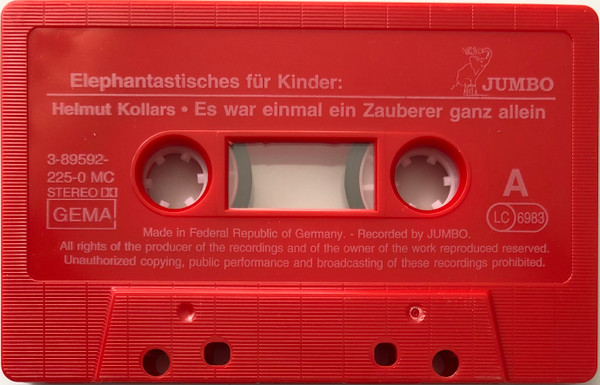 Elephantastisches für Kinder:
JUMBO
Helmut Kollars • Es war einmal ein Zauberer ganz allein
3-89592-
225-0 MC
STEREO
GEMA
A
LC 6983
Made in Federal Republic of Germany. - Recorded by JUMBO.
All rights of the producer of the recordings and of the owner of the work reproduced reserved.
Unauthorized copying, public performance and broadcasting of these recordings prohibited.